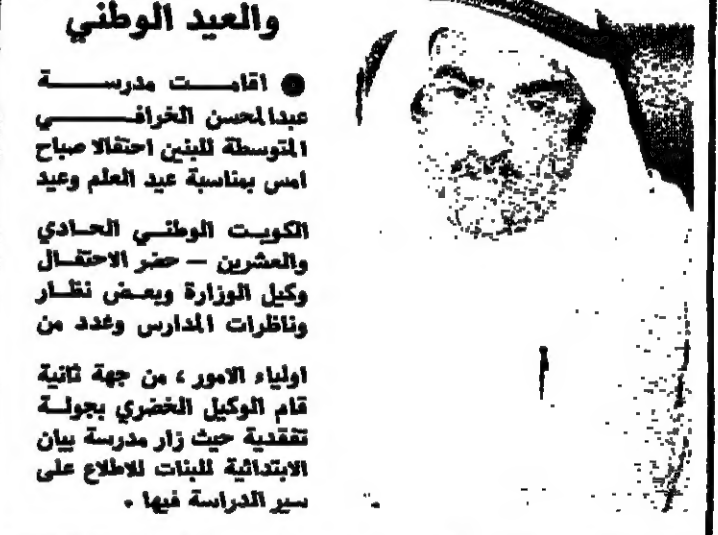 والعيد الوطني
● اقامت مدرسة
عبدالمحسن الخرافي
المتوسطة للبنين احتفالا صباح
امس بمناسبة عيد العلم وعيد
الكويت الوطني الحادي
والعشرين — حضر الاحتفال
وكيل الوزارة وبعض نظار
وناظرات المدارس وعدد من
اولياء الامور ، من جهة ثانية
قام الوكيل الخضري بجولة
تفقدية حيث زار مدرسة بيان
الابتدائية للبنات للاطلاع على
سير الدراسة فيها .